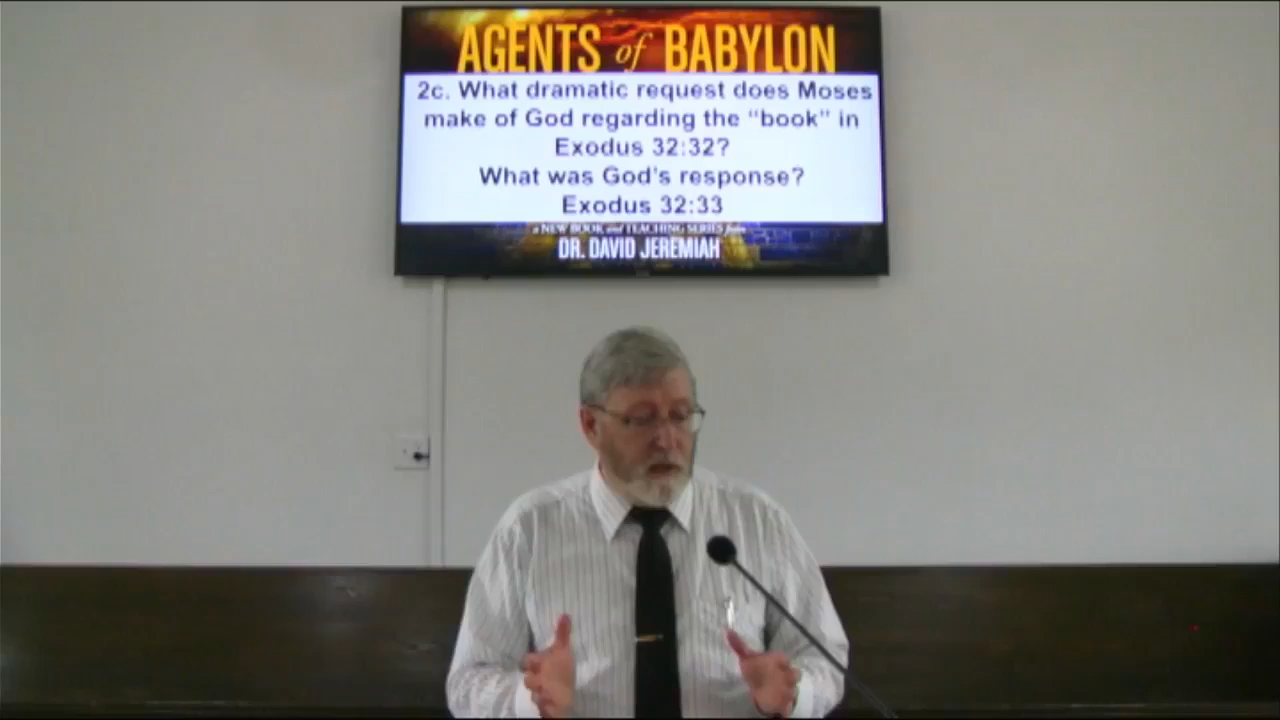 AGENTS of BABYLON
2c. What dramatic request does Moses
make of God regarding the “book” in
Exodus 32:32?
What was God's response?
Exodus 32:33
a NEW BOOK and TEACHING SERIES from
DR. DAVID JEREMIAH